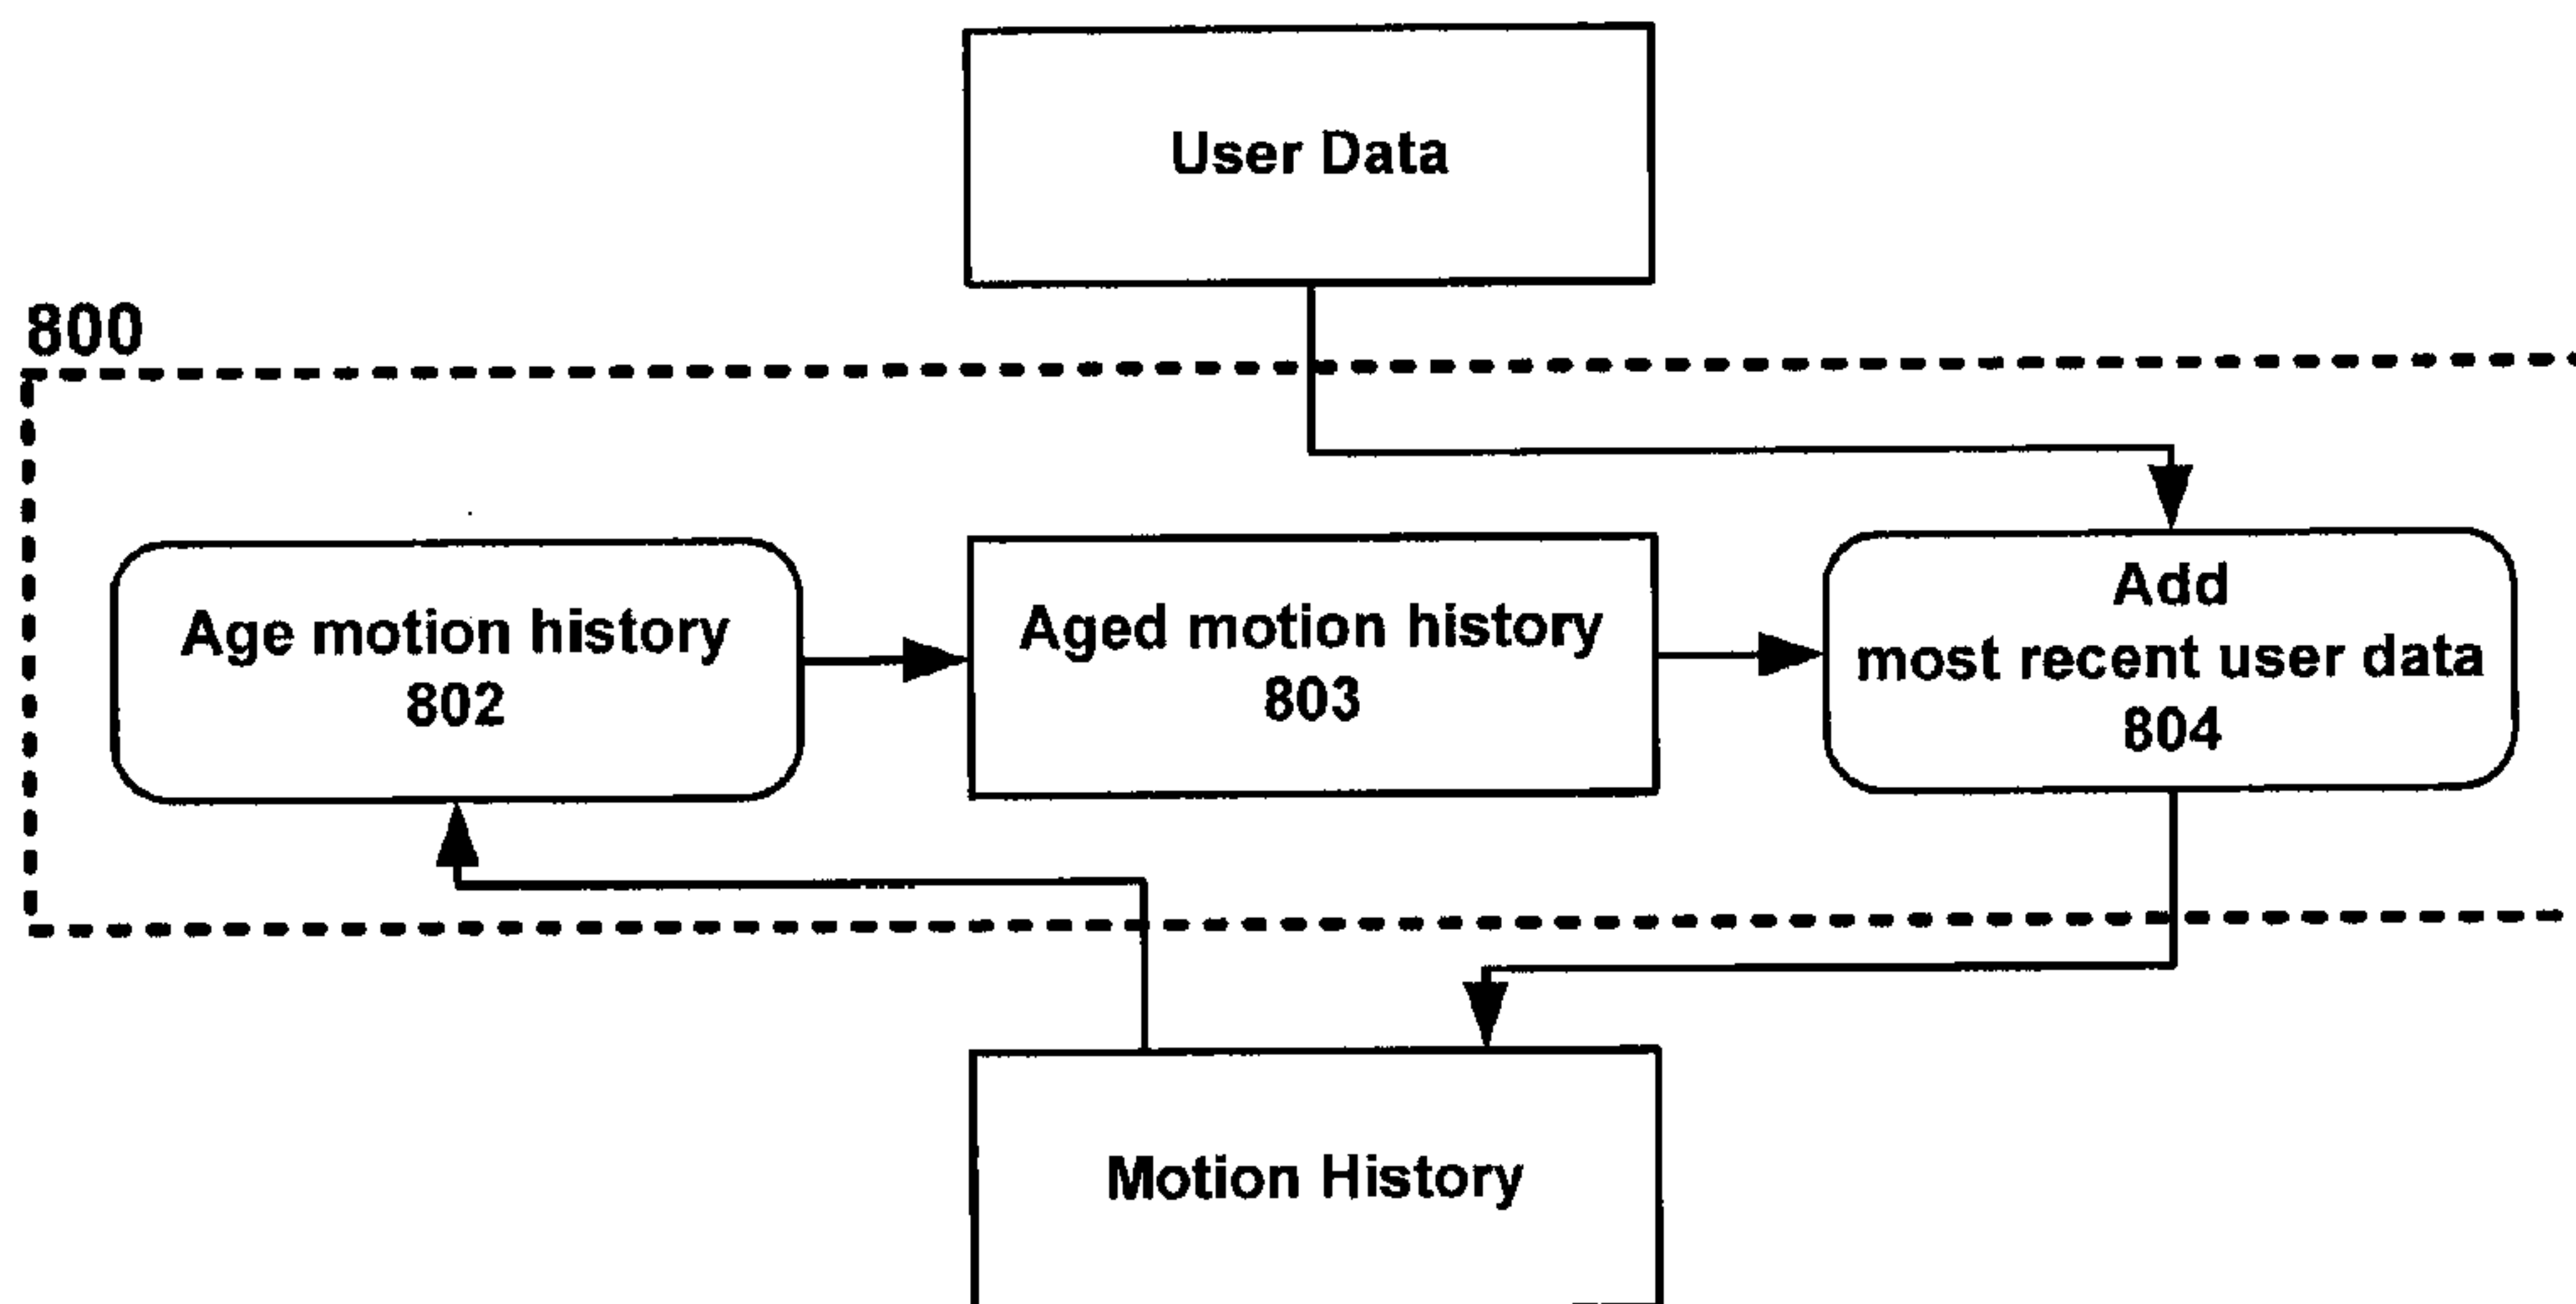 User Data
800
Age motion history
802
Aged motion history
803
Add
most recent user data
804
Motion History